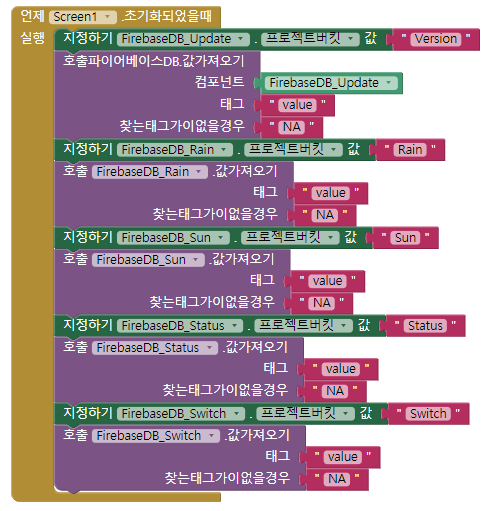 언제 Screen1 .초기화되었을때
실행 지정하기 FirebaseDB_Update . 프로젝트버킷 값 " Version "
호출파이어베이스DB.값가져오기
컴포넌트 FirebaseDB_Update
태그 " value "
찾는태그가이없을경우 " NA "
지정하기 FirebaseDB_Rain . 프로젝트버킷 값 " Rain "
호출 FirebaseDB_Rain .값가져오기
태그 " value "
찾는태그가이없을경우 " NA "
지정하기 FirebaseDB_Sun . 프로젝트버킷 값 " Sun "
호출 FirebaseDB_Sun .값가져오기
태그 " value "
찾는태그가이없을경우 " NA "
지정하기 FirebaseDB_Status . 프로젝트버킷 값 " Status "
호출 FirebaseDB_Status .값가져오기
태그 " value "
찾는태그가이없을경우 " NA "
지정하기 FirebaseDB_Switch . 프로젝트버킷 값 " Switch "
호출 FirebaseDB_Switch .값가져오기
태그 " value "
찾는태그가이없을경우 " NA "